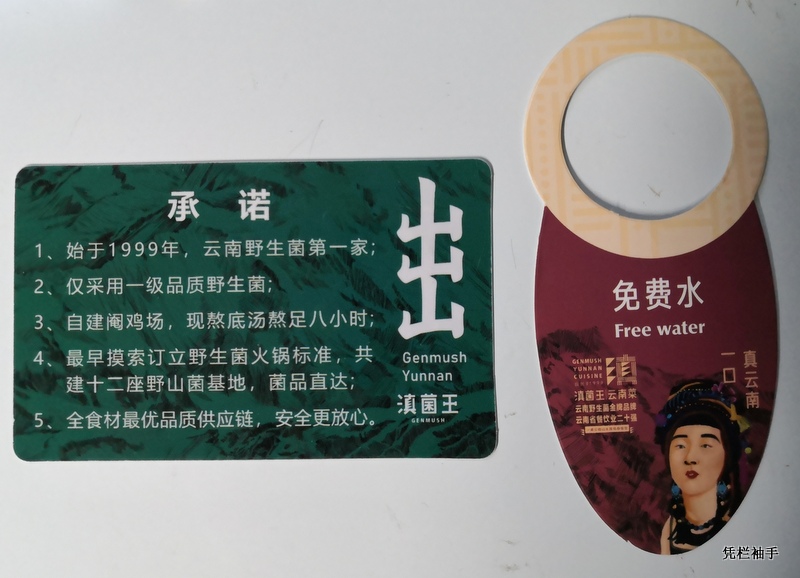 承诺
1、始于1999年，云南野生菌第一家；
2、仅采用一级品质野生菌；
3、自建阉鸡场，现熬底汤熬足八小时；
4、最早摸索订立野生菌火锅标准，共
建十二座野山菌基地，菌品直达；
5、全食材最优品质供应链，安全更放心。
Genmush
Yunnan
滇菌王
GENMUSH
免费水
Free water
GENMUSH
YUNNAN
CUISINE
滇
滇菌王云南菜
云南野生菌金牌品牌
云南省餐饮业二十强
一口
真云南
凭栏袖手